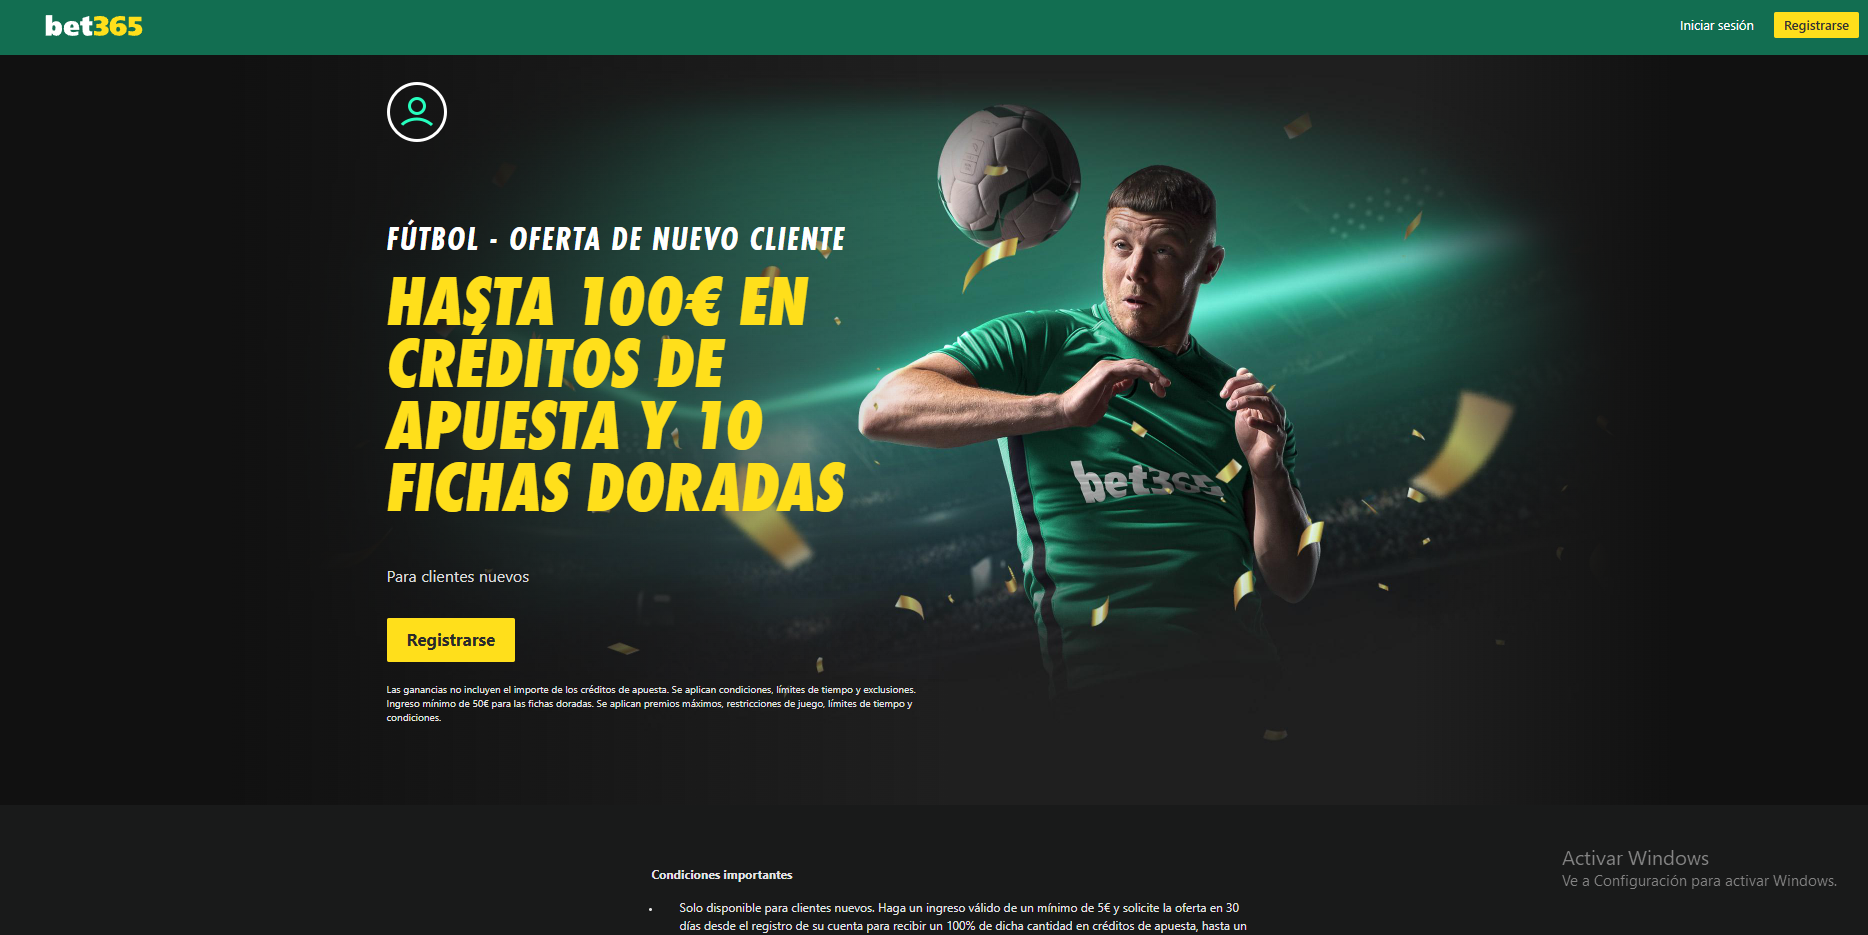 bet365
Iniciar sesión
Registrarse
FÚTBOL - OFERTA DE NUEVO CLIENTE
HASTA 100€ EN
CRÉDITOS DE
APUESTA Y 10
FICHAS DORADAS
bet365
Para clientes nuevos
Registrarse
Las ganancias no incluyen el importe de los créditos de apuesta. Se aplican condiciones, límites de tiempo y exclusiones.
Ingreso mínimo de 50€ para las fichas doradas. Se aplican premios máximos, restricciones de juego, límites de tiempo y
condiciones.
Activar Windows
Ve a Configuración para activar Windows.
Condiciones importantes
• Solo disponible para clientes nuevos. Haga un ingreso válido de un mínimo de 5€ y solicite la oferta en 30
días desde el registro de su cuenta para recibir un 100% de dicha cantidad en créditos de apuesta, hasta un